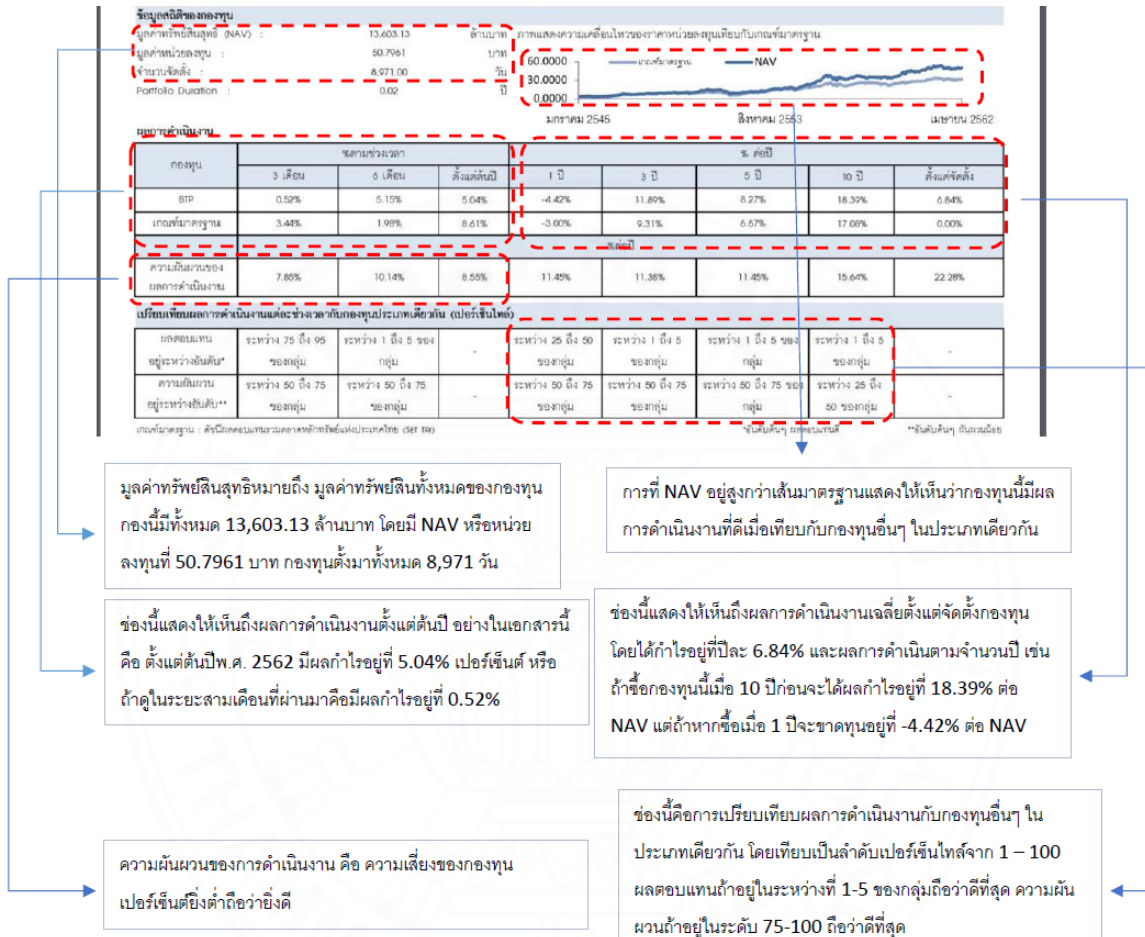 ข้อมูลสถิติของกองทุน
มูลค่าทรัพย์สินสุทธิ (NAV) : 13,603.13 ล้านบาท ภาพแสดงความเคลื่อนไหวของราคาหน่วยลงทุนเทียบกับเกณฑ์มาตรฐาน
มูลค่าหน่วยลงทุน : 50.7961 บาท
จำนวนจัดตั้ง : 8,971.00 วัน
Portfolio Duration : 0.02 ปี
60.0000 เกณฑ์มาตรฐาน NAV
30.0000
0.0000
มกราคม 2545 สิงหาคม 2553 เมษายน 2562
ผลการดำเนินงาน
กองทุน %ตามช่วงเวลา % ต่อปี
3 เดือน 6 เดือน ตั้งแต่ต้นปี 1 ปี 3 ปี 5 ปี 10 ปี ตั้งแต่จัดตั้ง
BTP 0.52% 5.15% 5.04% -4.42% 11.89% 8.27% 18.39% 6.84%
เกณฑ์มาตรฐาน 3.44% 1.98% 8.61% -3.00% 9.31% 6.67% 17.08% 0.00%
%ต่อปี
ความผันผวนของ
ผลการดำเนินงาน 7.85% 10.14% 8.55% 11.45% 11.38% 11.45% 15.64% 22.28%
เปรียบเทียบผลการดำเนินงานแต่ละช่วงเวลากับกองทุนประเภทเดียวกัน (เปอร์เซ็นไทล์)
ผลตอบแทน ระหว่าง 75 ถึง 95 ระหว่าง 1 ถึง 5 ของ - ระหว่าง 25 ถึง 50 ระหว่าง 1 ถึง 5 ระหว่าง 1 ถึง 5 ของ ระหว่าง 1 ถึง 5 -
อยู่ระหว่างอันดับ* ของกลุ่ม กลุ่ม ของกลุ่ม ของกลุ่ม กลุ่ม ของกลุ่ม
ความผันผวน ระหว่าง 50 ถึง 75 ระหว่าง 50 ถึง 75 - ระหว่าง 50 ถึง 75 ระหว่าง 50 ถึง 75 ระหว่าง 50 ถึง 75 ของ ระหว่าง 25 ถึง -
อยู่ระหว่างอันดับ** ของกลุ่ม ของกลุ่ม ของกลุ่ม ของกลุ่ม กลุ่ม 50 ของกลุ่ม
เกณฑ์มาตรฐาน : ดัชนีผลตอบแทนรวมตลาดหลักทรัพย์แห่งประเทศไทย (SET TRI) *อันดับต้นๆ ผลตอบแทนดี **อันดับต้นๆ ผันผวนน้อย
มูลค่าทรัพย์สินสุทธิหมายถึง มูลค่าทรัพย์สินทั้งหมดของกองทุน
กองนี้มีทั้งหมด 13,603.13 ล้านบาท โดยมี NAV หรือหน่วย
ลงทุนที่ 50.7961 บาท กองทุนตั้งมาทั้งหมด 8,971 วัน
การที่ NAV อยู่สูงกว่าเส้นมาตรฐานแสดงให้เห็นว่ากองทุนนี้มีผล
การดำเนินงานที่ดีเมื่อเทียบกับกองทุนอื่นๆ ในประเภทเดียวกัน
ช่องนี้แสดงให้เห็นถึงผลการดำเนินงานตั้งแต่ต้นปี อย่างในเอกสารนี้
คือ ตั้งแต่ต้นปีพ.ศ. 2562 มีผลกำไรอยู่ที่ 5.04% เปอร์เซ็นต์ หรือ
ถ้าดูในระยะสามเดือนที่ผ่านมาคือมีผลกำไรอยู่ที่ 0.52%
ช่องนี้แสดงให้เห็นถึงผลการดำเนินงานเฉลี่ยตั้งแต่จัดตั้งกองทุน
โดยได้กำไรอยู่ที่ปีละ 6.84% และผลการดำเนินตามจำนวนปี เช่น
ถ้าซื้อกองทุนนี้เมื่อ 10 ปีก่อนจะได้ผลกำไรอยู่ที่ 18.39% ต่อ
NAV แต่ถ้าหากซื้อเมื่อ 1 ปีจะขาดทุนอยู่ที่ -4.42% ต่อ NAV
ความผันผวนของการดำเนินงาน คือ ความเสี่ยงของกองทุน
เปอร์เซ็นต์ยิ่งต่ำถือว่ายิ่งดี
ช่องนี้คือการเปรียบเทียบผลการดำเนินงานกับกองทุนอื่นๆ ใน
ประเภทเดียวกัน โดยเทียบเป็นลำดับเปอร์เซ็นไทล์จาก 1 – 100
ผลตอบแทนถ้าอยู่ในระหว่างที่ 1-5 ของกลุ่มถือว่าดีที่สุด ความผัน
ผวนถ้าอยู่ในระดับ 75-100 ถือว่าดีที่สุด